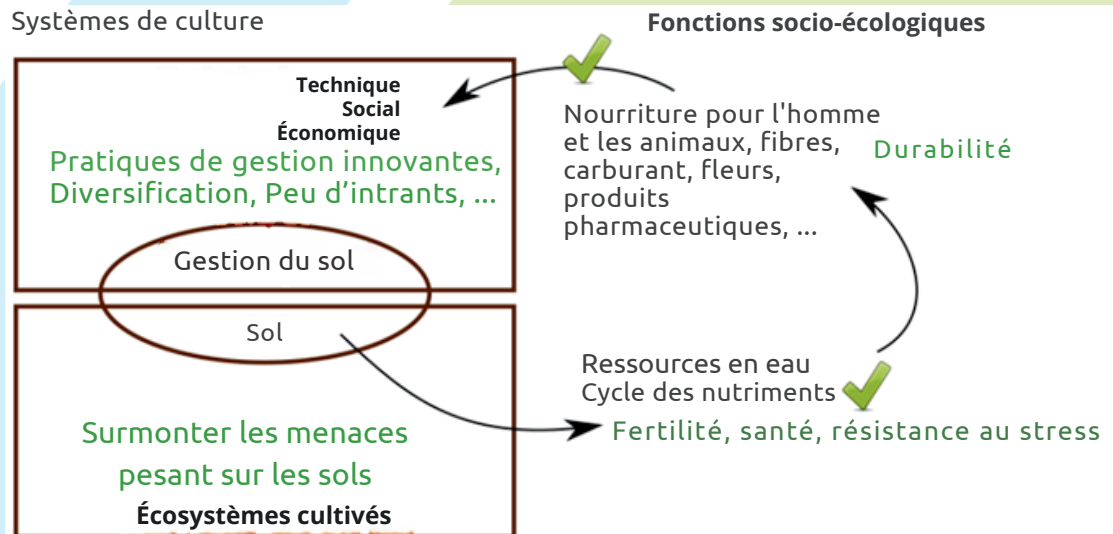 Systèmes de culture
Fonctions socio-écologiques
Technique
Social
Économique
Pratiques de gestion innovantes,
Diversification, Peu d’intrants, ...
Gestion du sol
Sol
Surmonter les menaces
pesant sur les sols
Écosystèmes cultivés
Nourriture pour l'homme
et les animaux, fibres,
carburant, fleurs,
produits
pharmaceutiques, ...
Durabilité
Ressources en eau
Cycle des nutriments
Fertilité, santé, résistance au stress